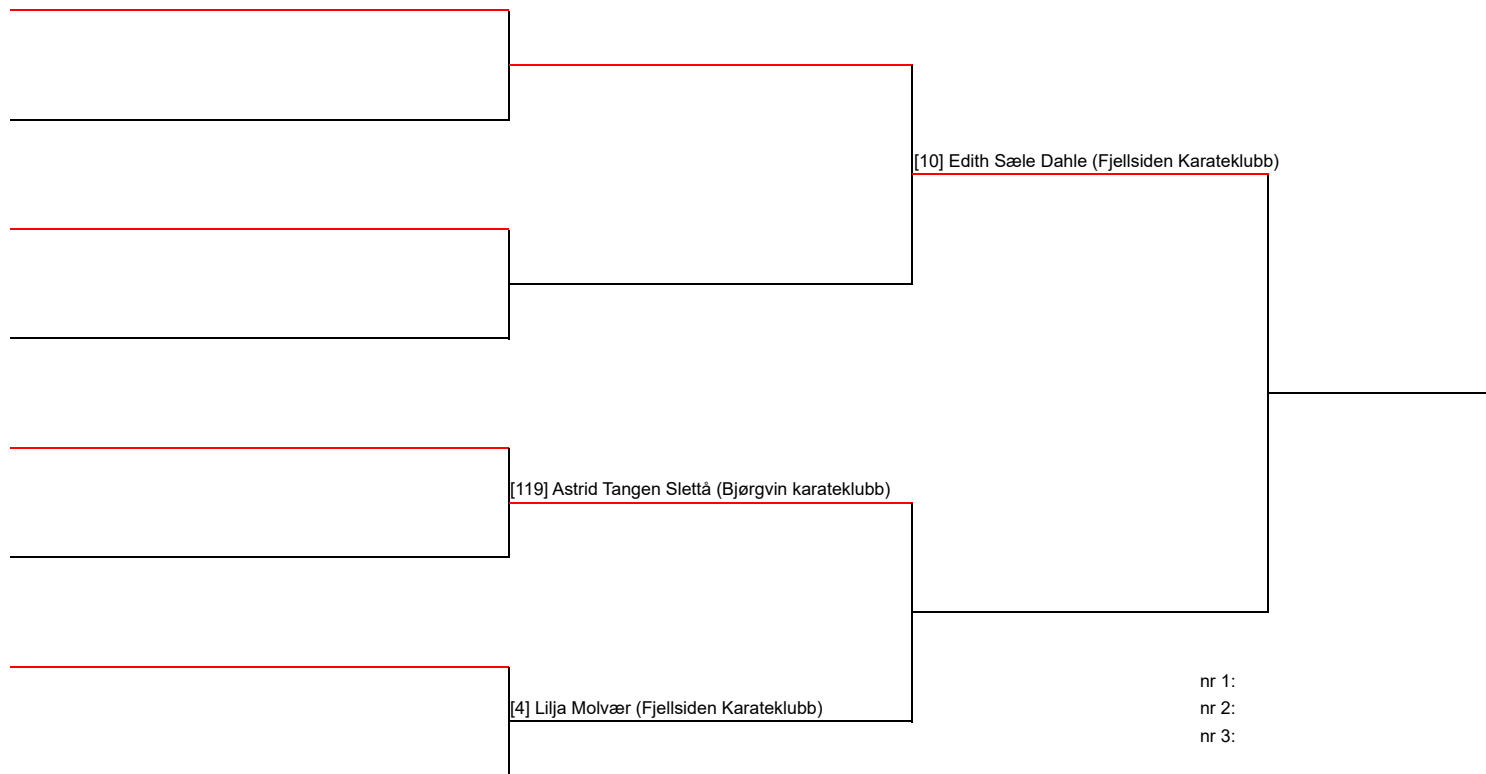 [10] Edith Sæle Dahle (Fjellsiden Karateklubb)
[119] Astrid Tangen Slettå (Bjørgvin karateklubb)
[4] Lilja Molvær (Fjellsiden Karateklubb)
nr 1:
nr 2:
nr 3: